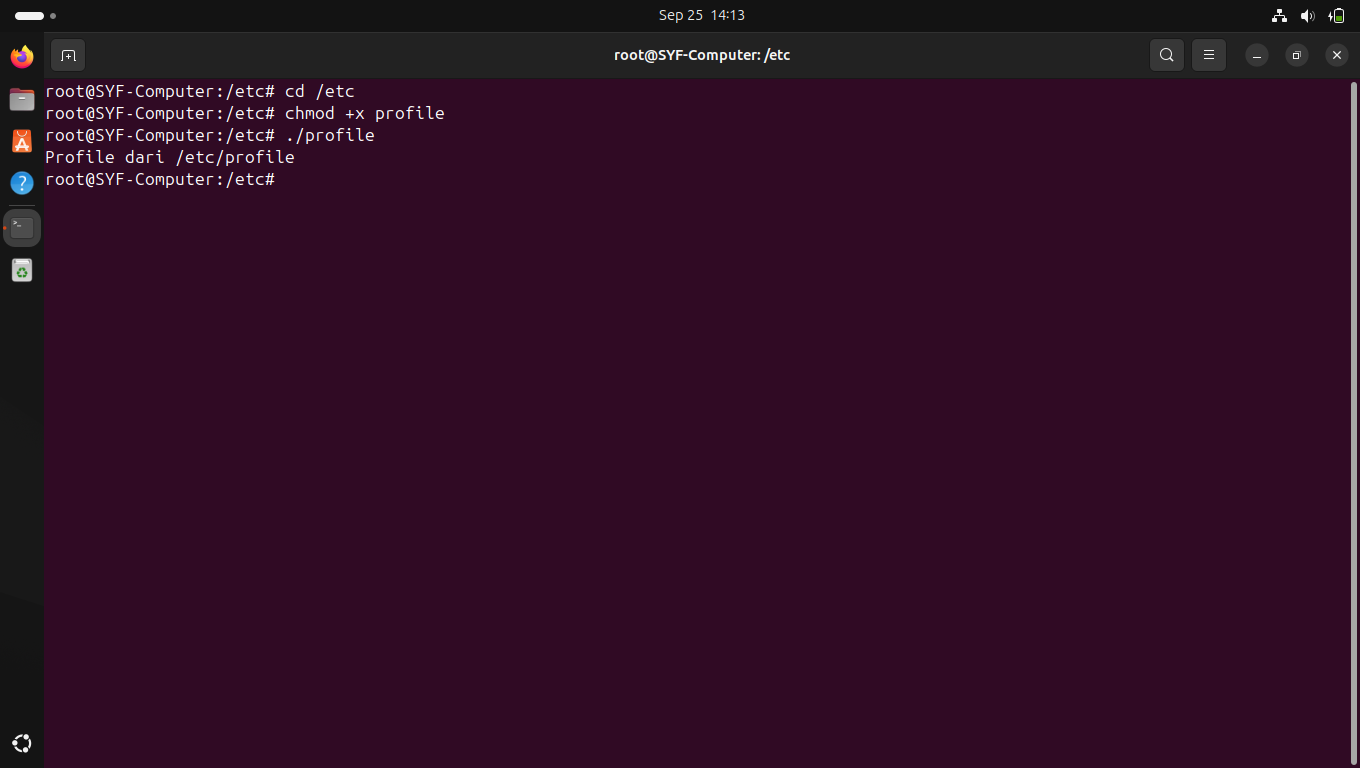 Sep 25 14:13
root@SYF-Computer: /etc
root@SYF-Computer:/etc# cd /etc
root@SYF-Computer:/etc# chmod +x profile
root@SYF-Computer:/etc# ./profile
Profile dari /etc/profile
root@SYF-Computer:/etc#